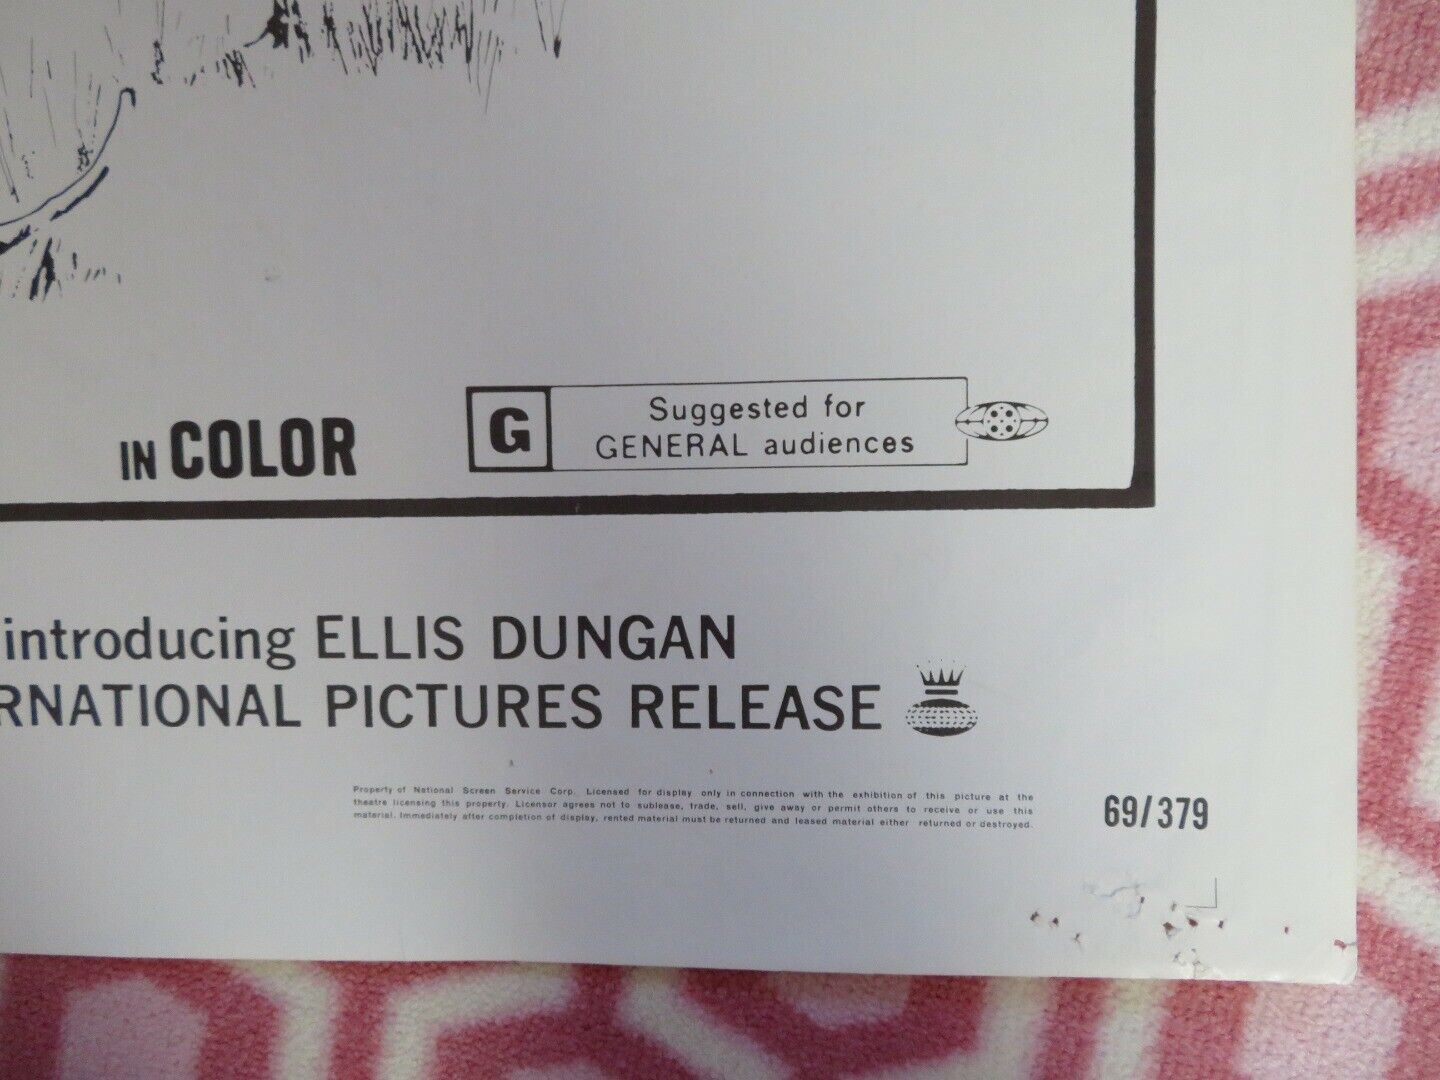 IN COLOR
G
Suggested for
GENERAL audiences
introducing ELLIS DUNGAN
RNATIONAL PICTURES RELEASE
Property of National Screen Service Corp. Licensed for display only in connection with the exhibition of this picture at the
theatre licensing this property. Licensor agrees not to sublease, trade, sell, give away or permit others to receive or use this
material. Immediately after completion of display, rented material must be returned and leased material either returned or destroyed.
69/379